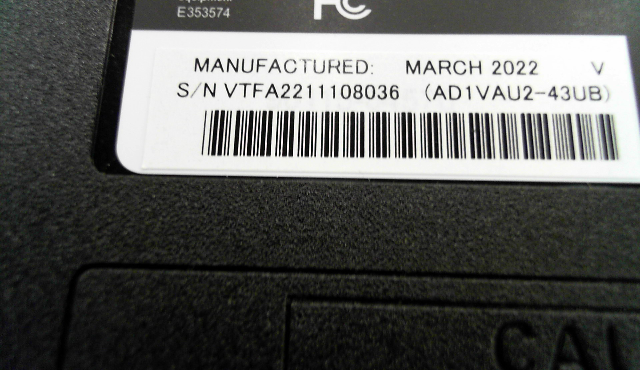 E353574
FC
MANUFACTURED: MARCH 2022 V
S/N VTFA2211108036 (AD1VAU2-43UB)